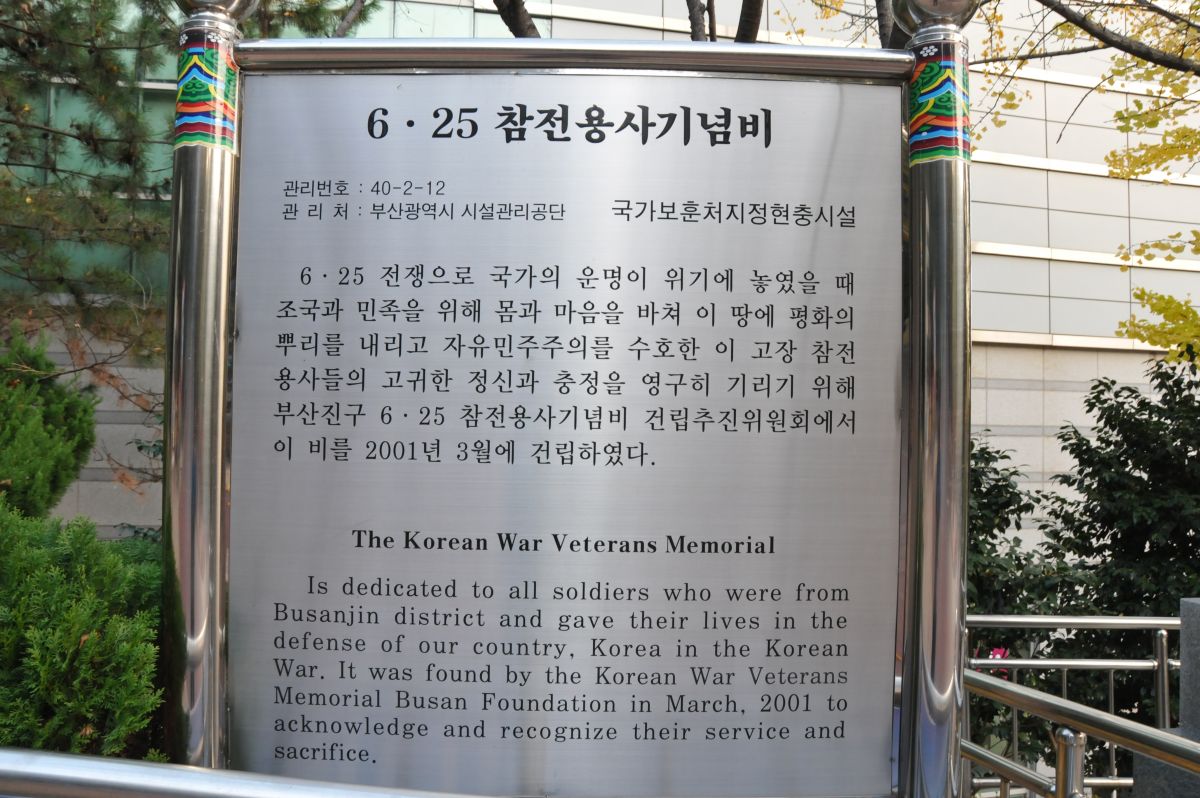 6 · 25 참전용사기념비
관리번호 : 40-2-12
관 리 처 : 부산광역시 시설관리공단 국가보훈처지정현충시설
6 · 25 전쟁으로 국가의 운명이 위기에 놓였을 때
조국과 민족을 위해 몸과 마음을 바쳐 이 땅에 평화의
뿌리를 내리고 자유민주주의를 수호한 이 고장 참전
용사들의 고귀한 정신과 충정을 영구히 기리기 위해
부산진구 6 · 25 참전용사기념비 건립추진위원회에서
이 비를 2001년 3월에 건립하였다.
The Korean War Veterans Memorial
Is dedicated to all soldiers who were from
Busanjin district and gave their lives in the
defense of our country, Korea in the Korean
War. It was found by the Korean War Veterans
Memorial Busan Foundation in March, 2001 to
acknowledge and recognize their service and
sacrifice.